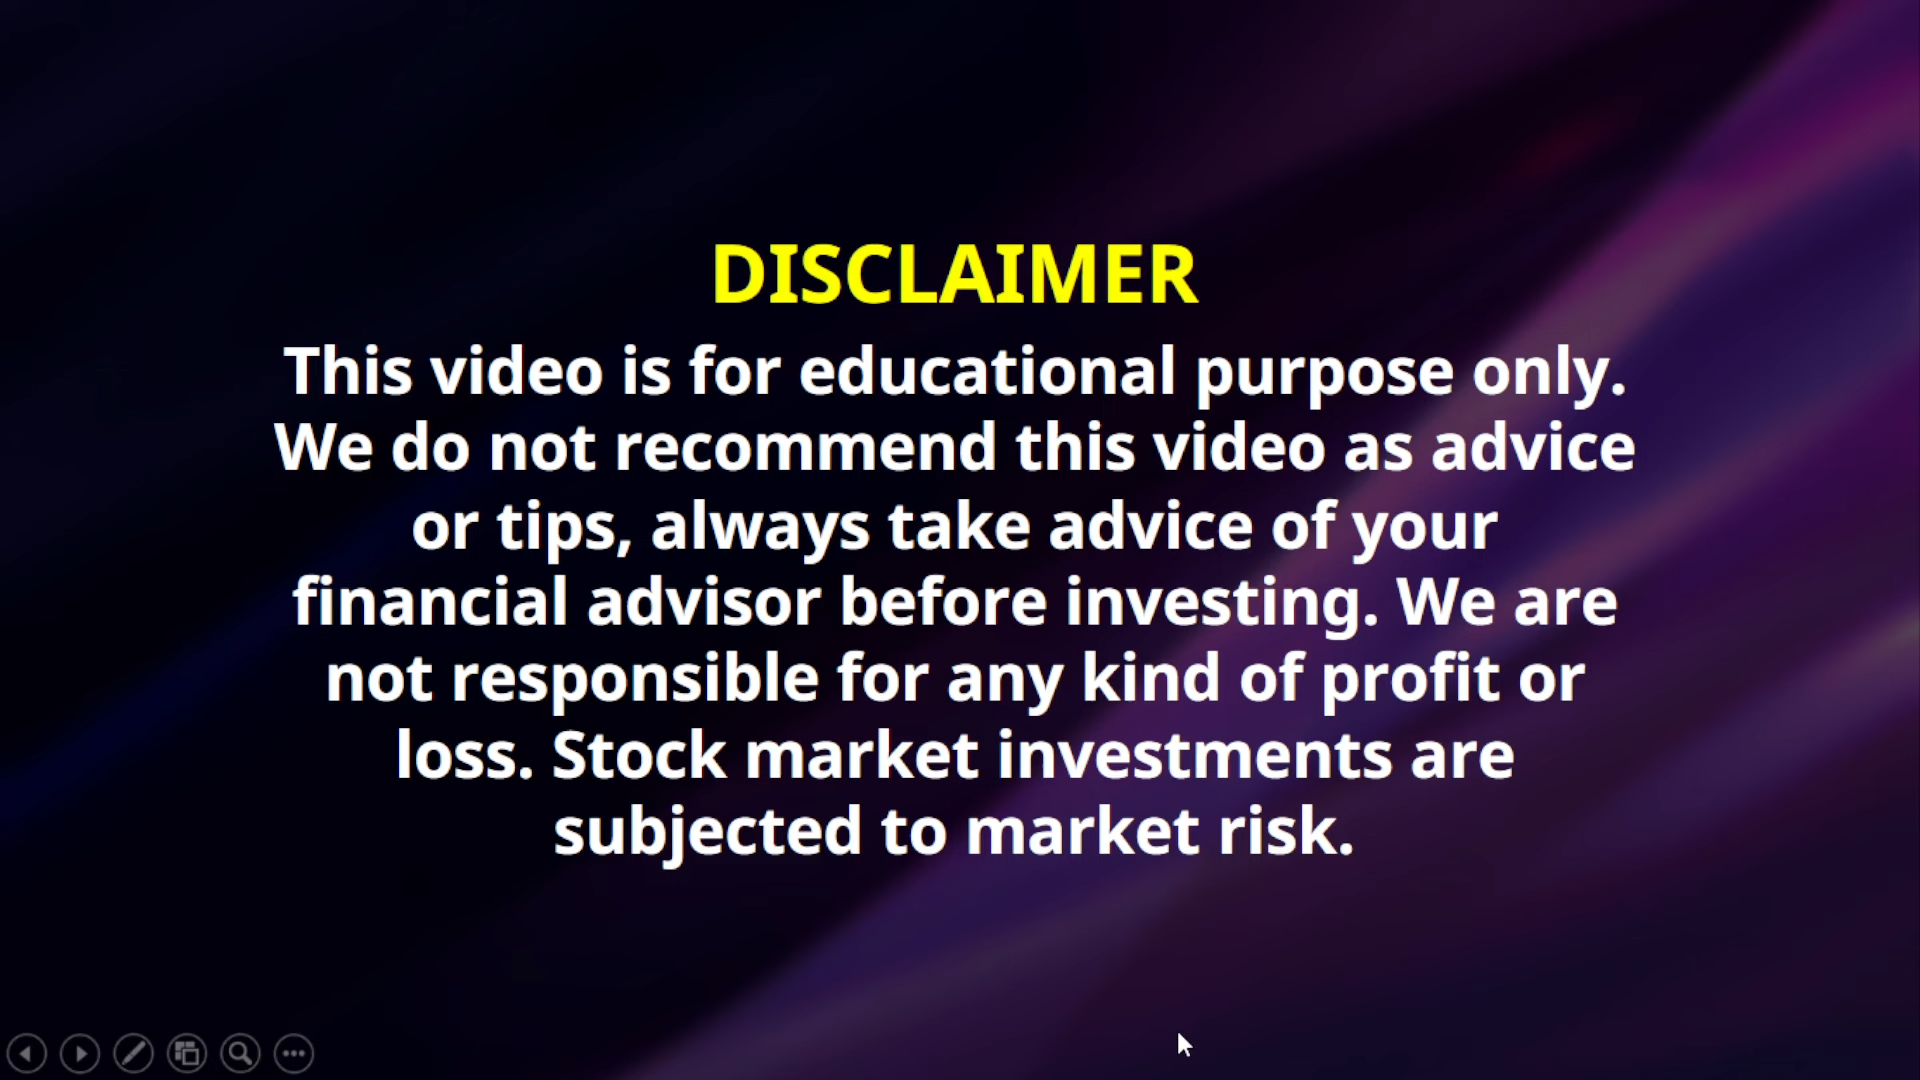 DISCLAIMER
This video is for educational purpose only.
We do not recommend this video as advice
or tips, always take advice of your
financial advisor before investing. We are
not responsible for any kind of profit or
loss. Stock market investments are
subjected to market risk.